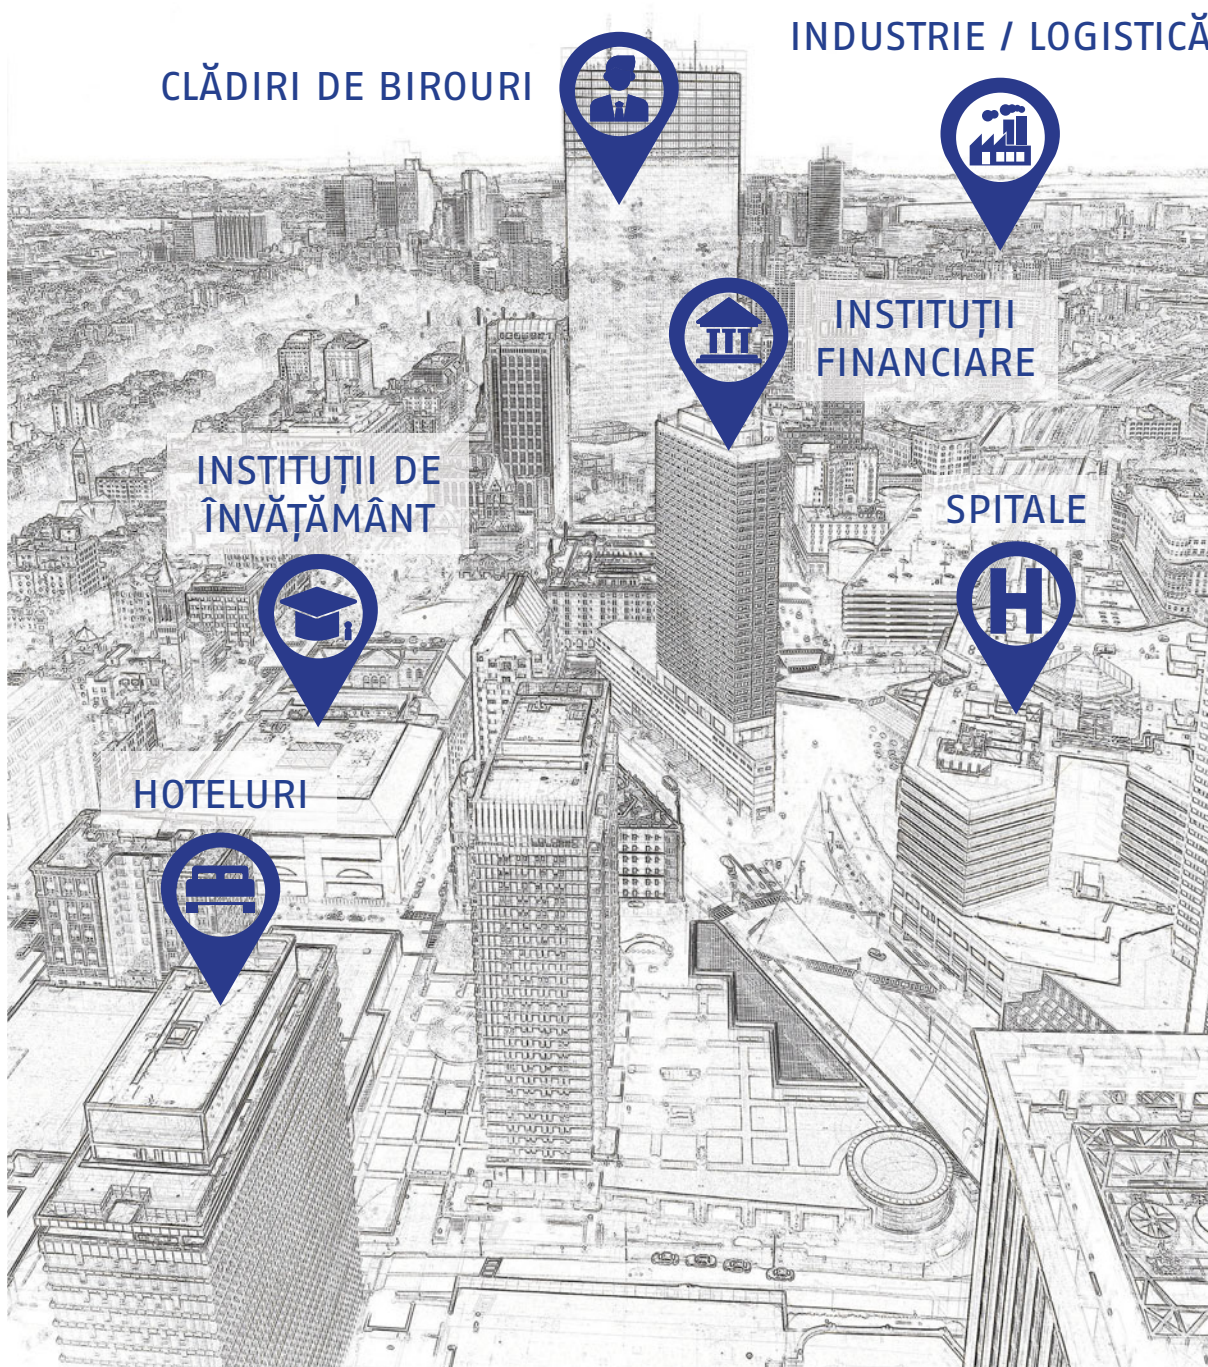 INDUSTRIE / LOGISTICĂ
CLĂDIRI DE BIROURI
INSTITUȚII
FINANCIARE
INSTITUȚII DE
ÎNVĂȚĂMÂNT
SPITALE
H
HOTELURI